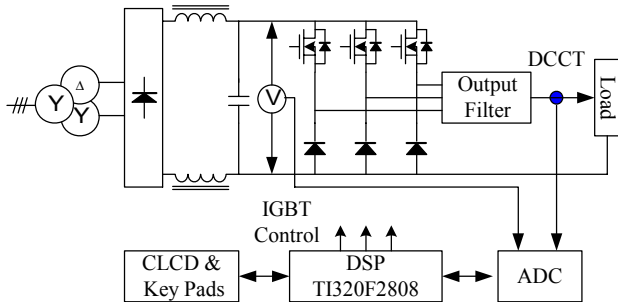 DCCT
Δ
Y
Y
V
Output
Filter
Load
IGBT
Control
CLCD &
Key Pads
DSP
TI320F2808
ADC